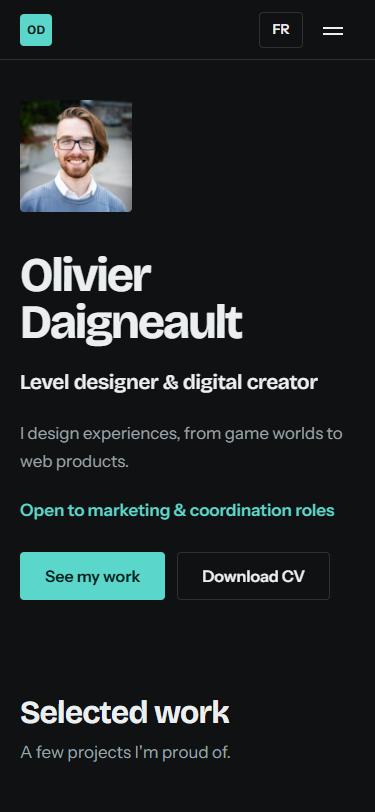 OD
FR
Olivier
Daigneault
Level designer & digital creator
I design experiences, from game worlds to
web products.
Open to marketing & coordination roles
See my work
Download CV
Selected work
A few projects I'm proud of.